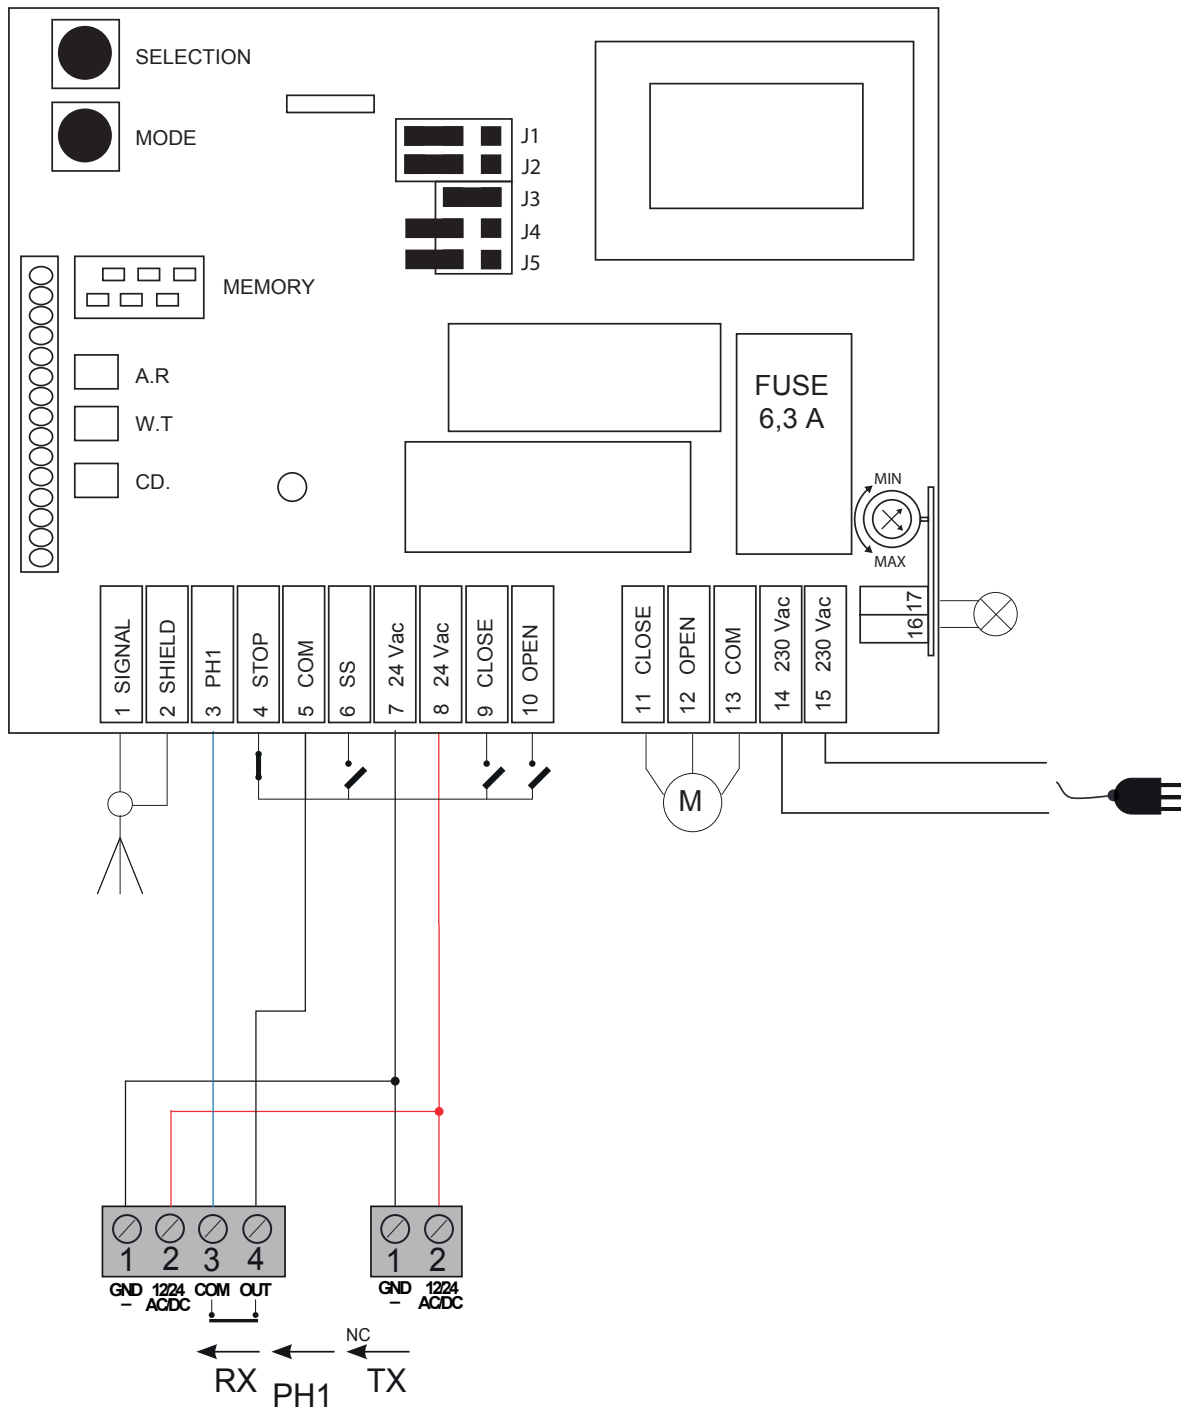 SELECTION
MODE
J1
J2
J3
J4
J5
MEMORY
A.R
W.T
CD.
FUSE
6,3 A
MIN
MAX
1 SIGNAL
2 SHIELD
3 PH1
4 STOP
5 COM
6 SS
7 24 Vac
8 24 Vac
9 CLOSE
10 OPEN
11 CLOSE
12 OPEN
13 COM
14 230 Vac
15 230 Vac
17
16
M
1 2 3 4
GND 12/24 COM OUT
– AC/DC
1 2
GND 12/24
– AC/DC
NC
RX
PH1
TX